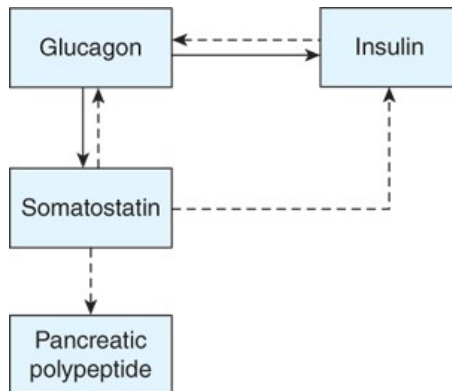 Glucagon
Insulin
Somatostatin
Pancreatic
polypeptide